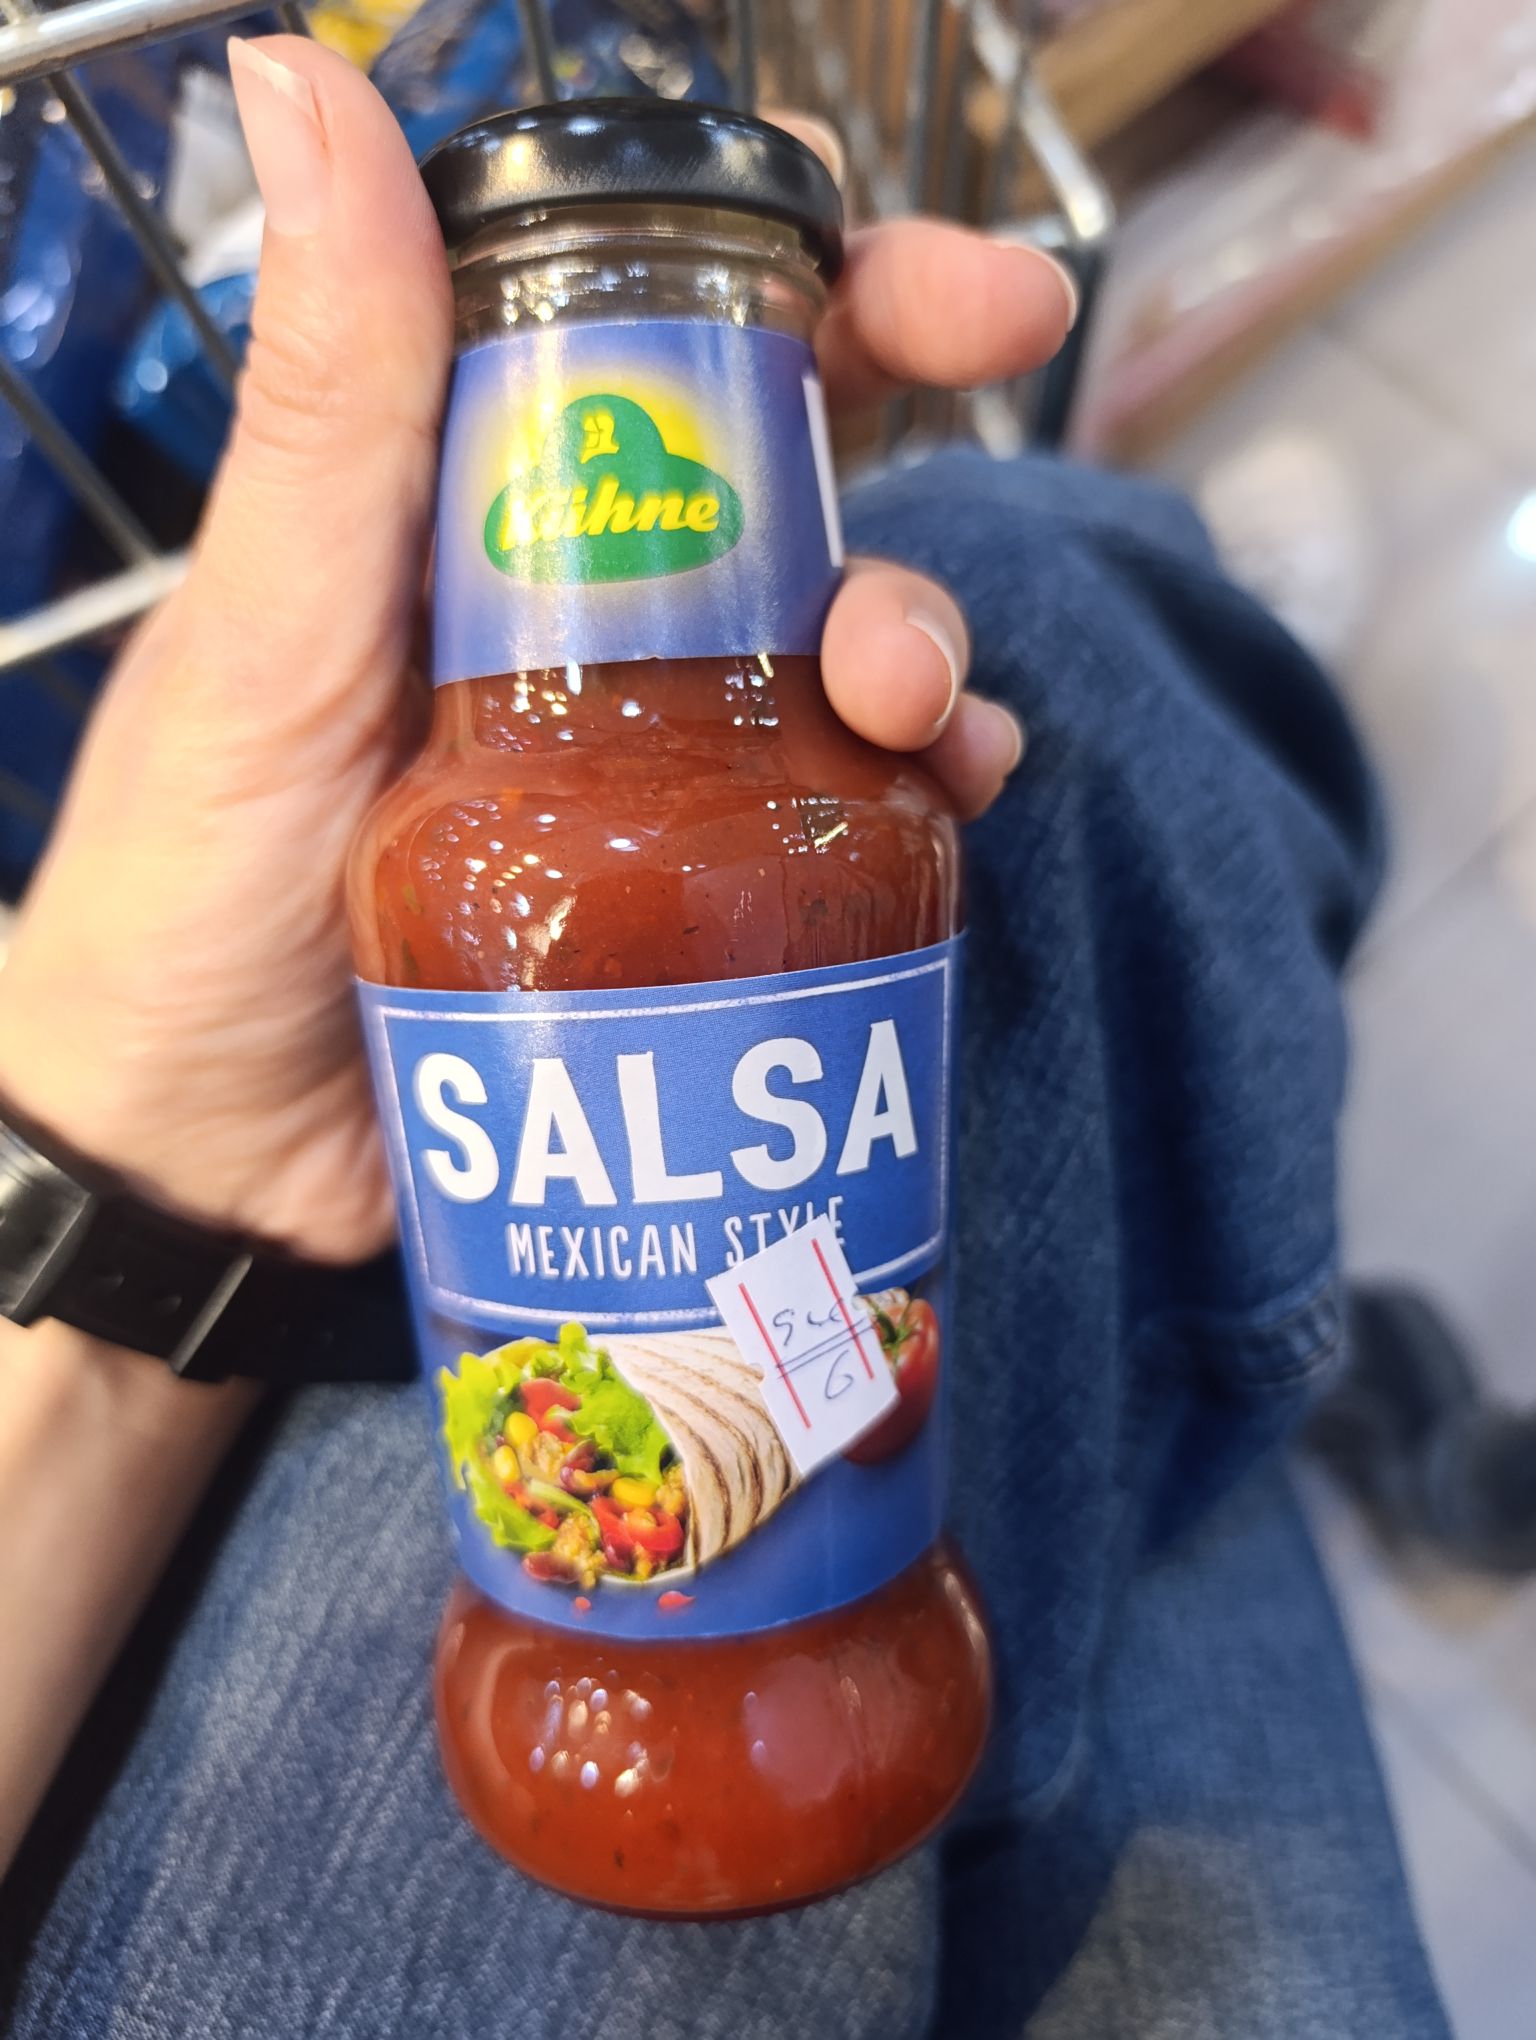 Kühne
SALSA
MEXICAN STYLE
6